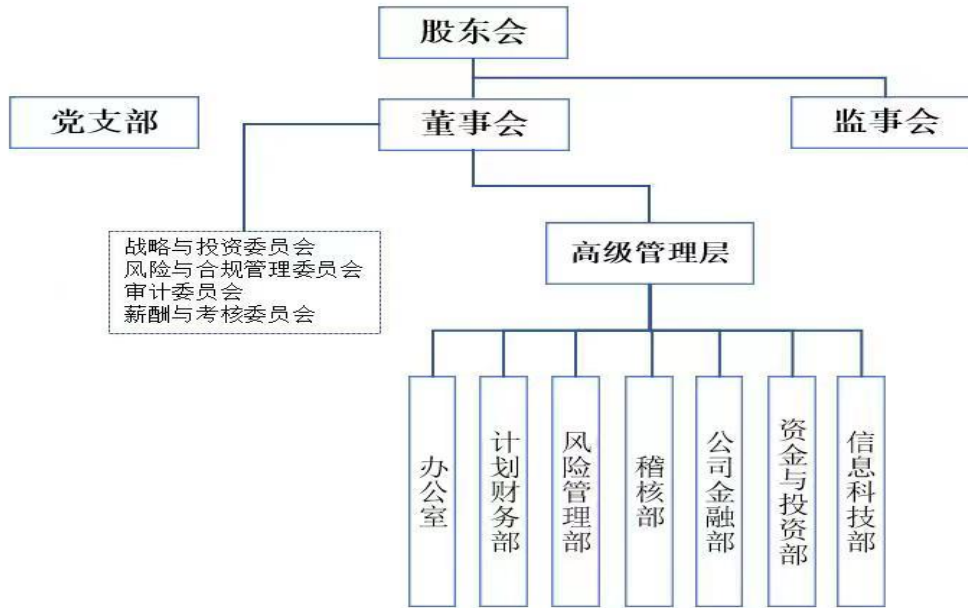 股东会
党支部
董事会
监事会
战略与投资委员会
风险与合规管理委员会
审计委员会
薪酬与考核委员会
高级管理层
办公室
计划财务部
风险管理部
稽核部
公司金融部
资金与投资部
信息科技部